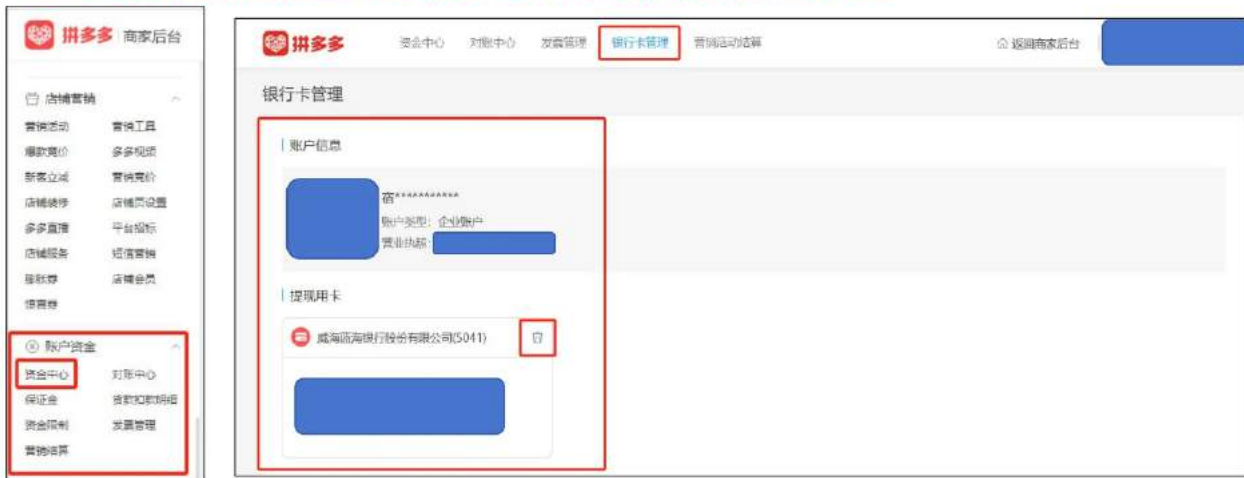 拼多多 商家后台
店铺营销
营销活动 营销工具
爆款竞价 多多视频
新客立减 营销竞价
店铺装修 店铺页设置
多多直播 平台招标
店铺服务 短信营销
膨胀券 店铺会员
账户资金
资金中心 对账中心
保证金 货款扣款明细
资金限制 发票管理
营销结算
拼多多 资金中心 对账中心 发票管理 银行卡管理 营销活动结算 返回商家后台
银行卡管理
账户信息
宿***********
账户类型：企业账户
营业执照：
提现用卡
威海蓝海银行股份有限公司(5041)